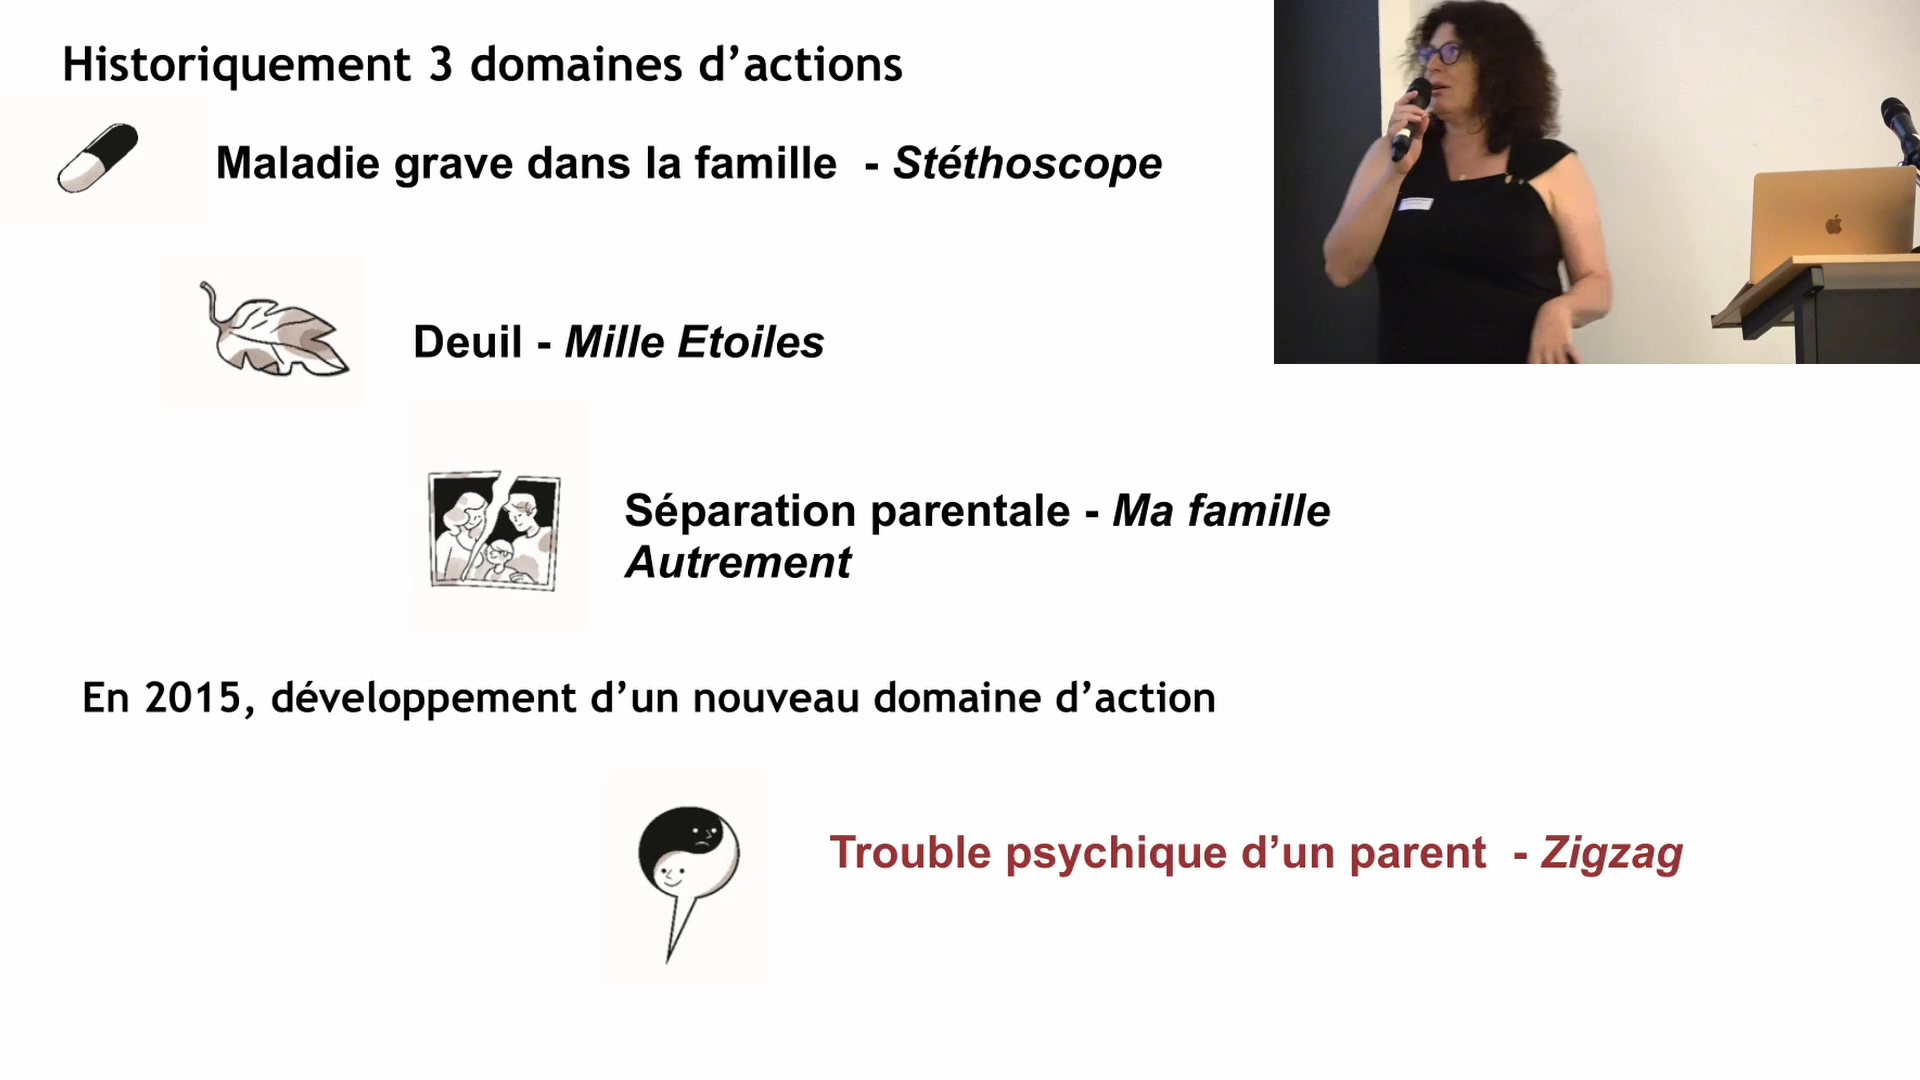 Historiquement 3 domaines d’actions
Maladie grave dans la famille - Stéthoscope
Deuil - Mille Etoiles
Séparation parentale - Ma famille
Autrement
En 2015, développement d’un nouveau domaine d’action
Trouble psychique d’un parent - Zigzag